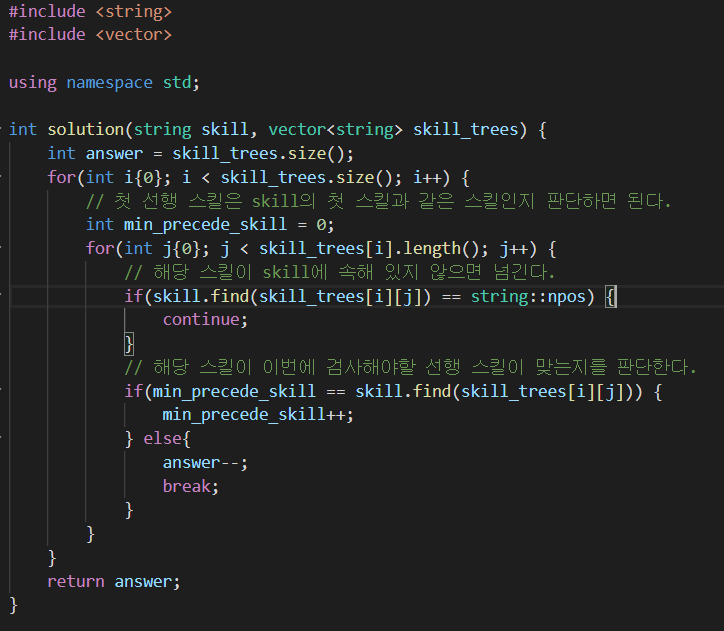 #include <string>
#include <vector>

using namespace std;

int solution(string skill, vector<string> skill_trees) {
    int answer = skill_trees.size();
    for(int i{0}; i < skill_trees.size(); i++) {
        // 첫 선행 스킬은 skill의 첫 스킬과 같은 스킬인지 판단하면 된다.
        int min_precede_skill = 0;
        for(int j{0}; j < skill_trees[i].length(); j++) {
            // 해당 스킬이 skill에 속해 있지 않으면 넘긴다.
            if(skill.find(skill_trees[i][j]) == string::npos) {
                continue;
            }
            // 해당 스킬이 이번에 검사해야할 선행 스킬이 맞는지를 판단한다.
            if(min_precede_skill == skill.find(skill_trees[i][j])) {
                min_precede_skill++;
            } else{
                answer--;
                break;
            }
        }
    }
    return answer;
}